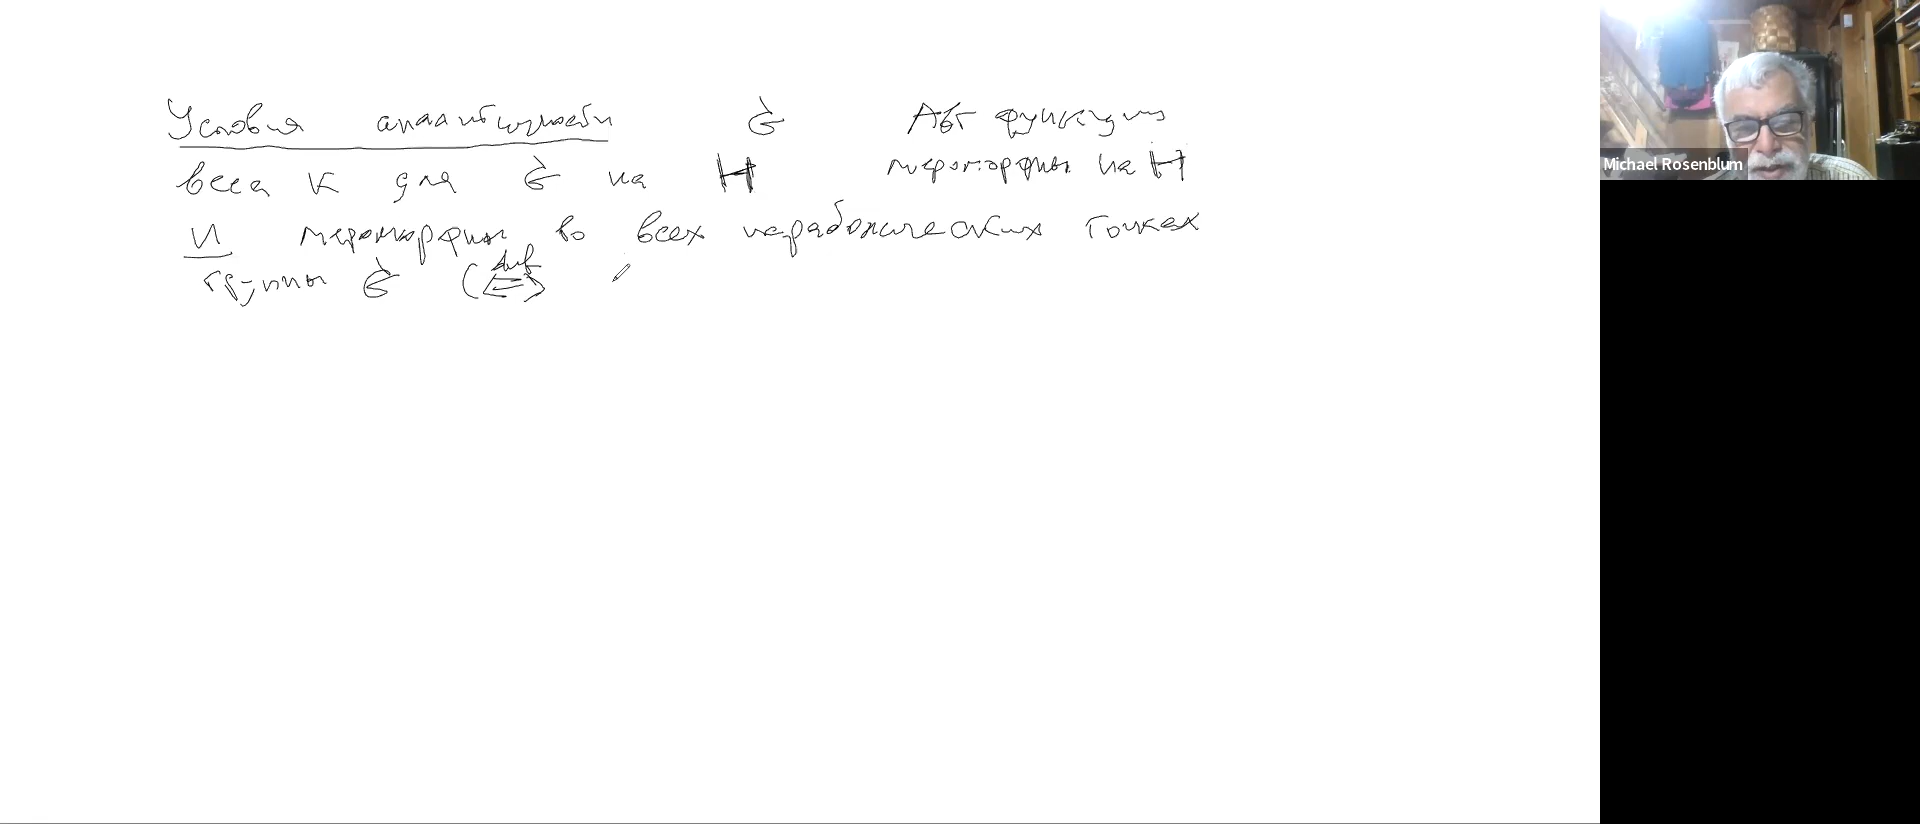 Условия аналитичности G̀ Авт функции
веса K для G̀ на H мероморфны на H
и мероморфны во всех параболических точках
группы G̀ (⇔ def
Michael Rosenblum